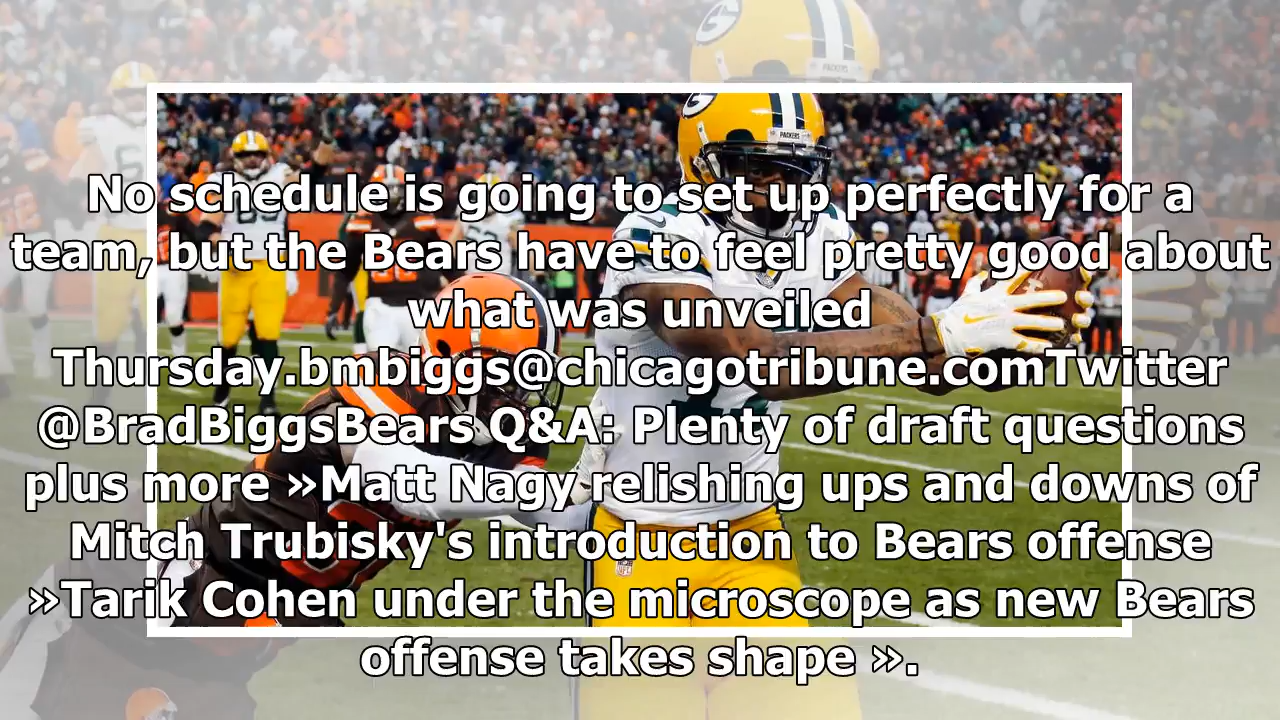 PACKERS
PACKERS
No schedule is going to set up perfectly for a
team, but the Bears have to feel pretty good about
what was unveiled
Thursday.bmbiggs@chicagotribune.comTwitter
@BradBiggsBears Q&A: Plenty of draft questions
plus more »Matt Nagy relishing ups and downs of
Mitch Trubisky's introduction to Bears offense
»Tarik Cohen under the microscope as new Bears
offense takes shape ».